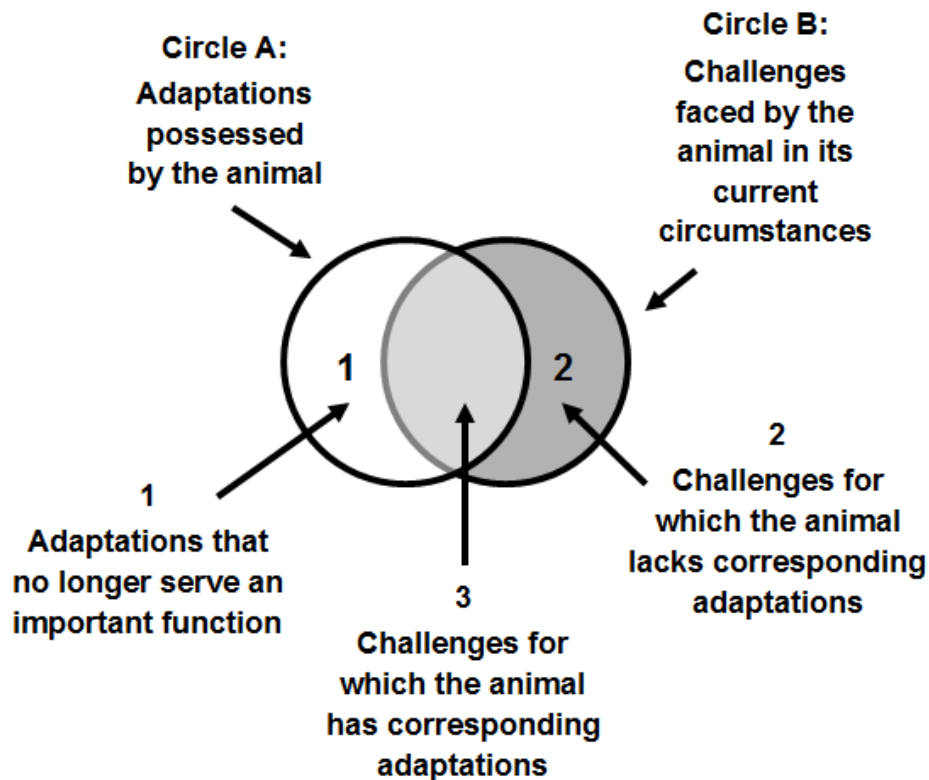 Circle A:
Adaptations
possessed
by the animal
Circle B:
Challenges
faced by the
animal in its
current
circumstances
1
2
1
Adaptations that
no longer serve an
important function
2
Challenges for
which the animal
lacks corresponding
adaptations
3
Challenges for
which the animal
has corresponding
adaptations